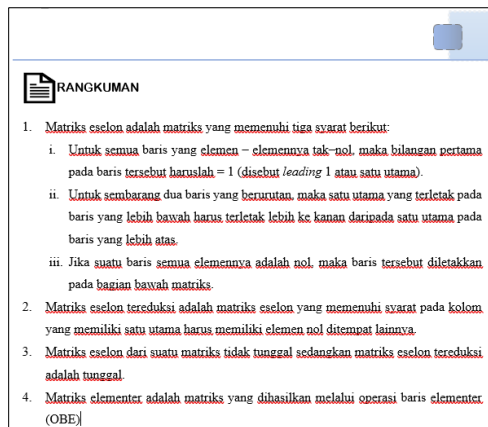 RANGKUMAN
1. Matriks eselon adalah matriks yang memenuhi tiga syarat berikut:
i. Untuk semua baris yang elemen – elemennya tak–nol, maka bilangan pertama
pada baris tersebut haruslah = 1 (disebut leading 1 atau satu utama).
ii. Untuk sembarang dua baris yang berurutan, maka satu utama yang terletak pada
baris yang lebih bawah harus terletak lebih ke kanan daripada satu utama pada
baris yang lebih atas.
iii. Jika suatu baris semua elemennya adalah nol, maka baris tersebut diletakkan
pada bagian bawah matriks.
2. Matriks eselon tereduksi adalah matriks eselon yang memenuhi syarat pada kolom
yang memiliki satu utama harus memiliki elemen nol ditempat lainnya.
3. Matriks eselon dari suatu matriks tidak tunggal sedangkan matriks eselon tereduksi
adalah tunggal.
4. Matriks elementer adalah matriks yang dihasilkan melalui operasi baris elementer
(OBE)